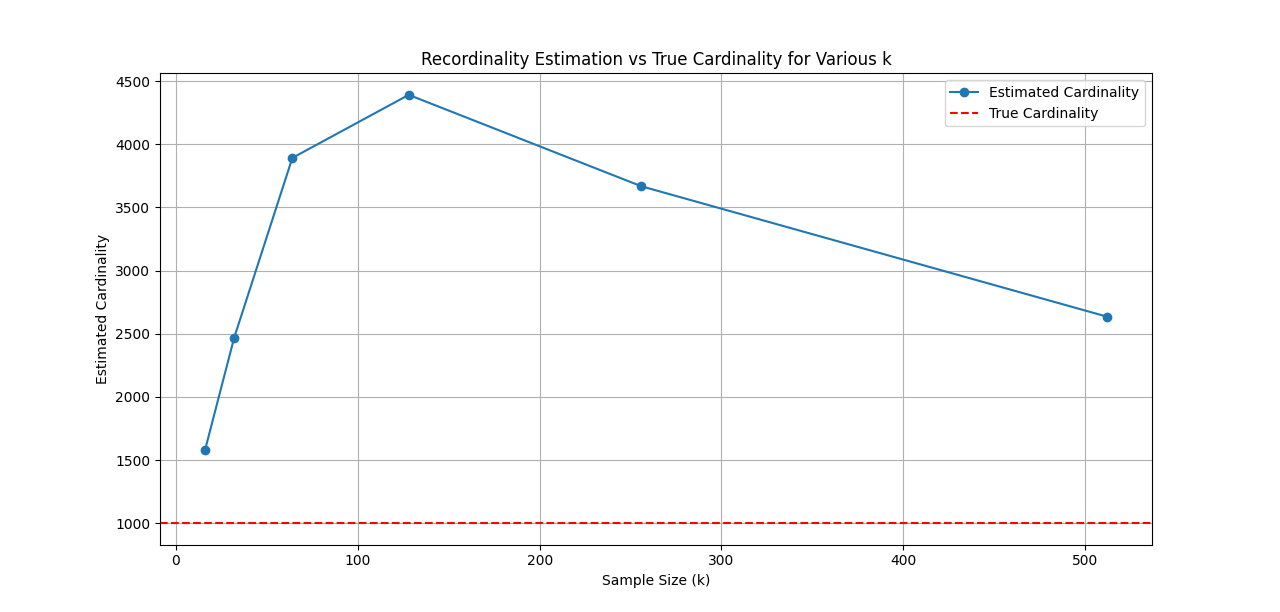 Recordinality Estimation vs True Cardinality for Various k
Estimated Cardinality
True Cardinality
Estimated Cardinality
4500
4000
3500
3000
2500
2000
1500
1000
0 100 200 300 400 500
Sample Size (k)